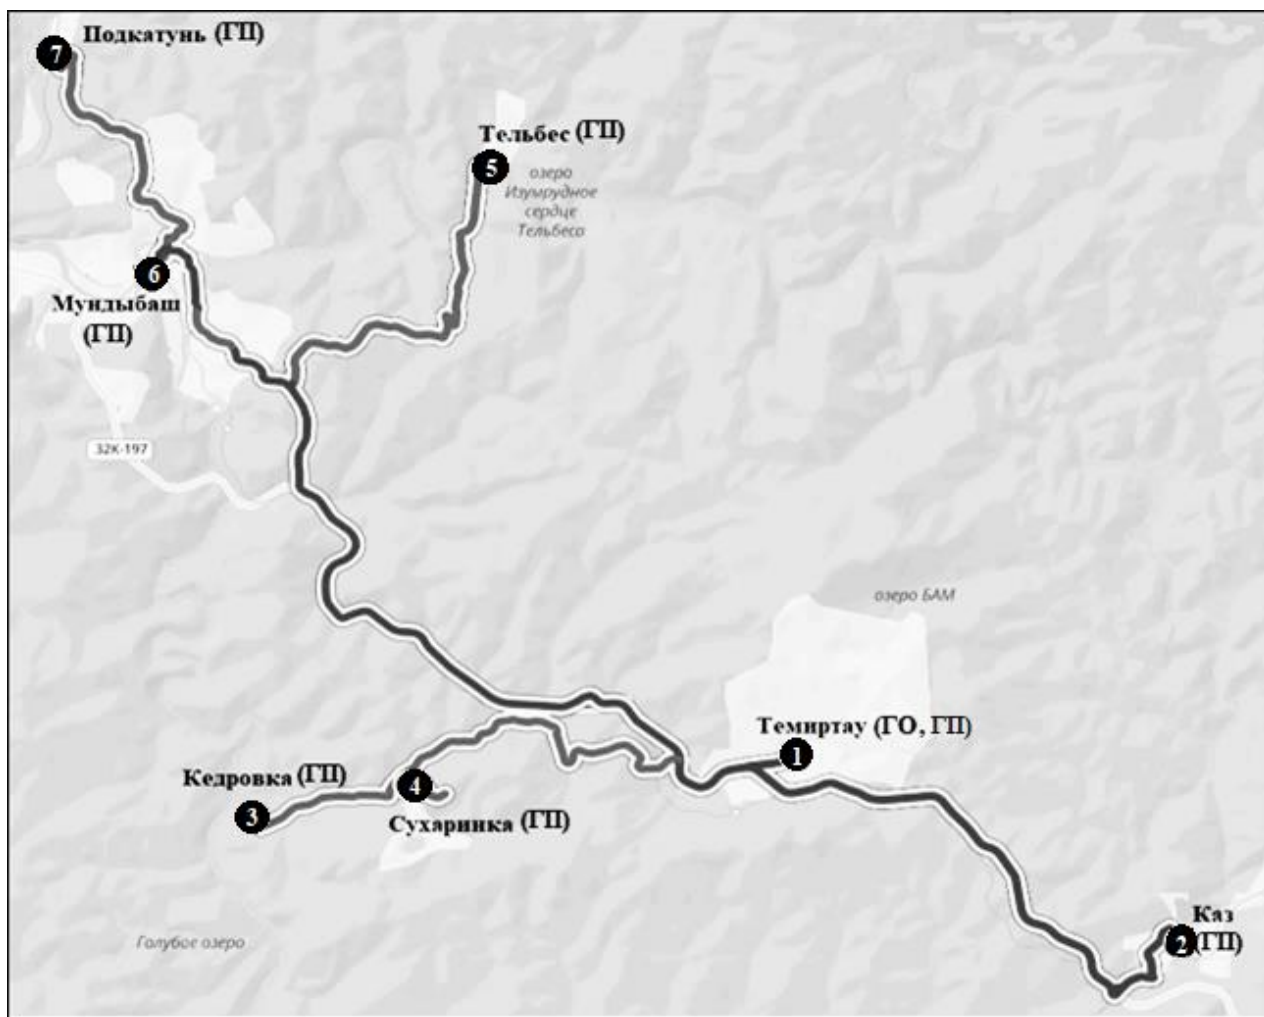 Подкатунь (ГП)
7
Тельбес (ГП)
5
озеро
Изумрудное
сердце
Тельбеса
6
Мундыбаш
(ГП)
32К-197
озеро БАМ
Темиртау (ГО, ГП)
1
Кедровка (ГП)
4
3
Сухаринка (ГП)
Каз
2 (ГП)
Голубое озеро